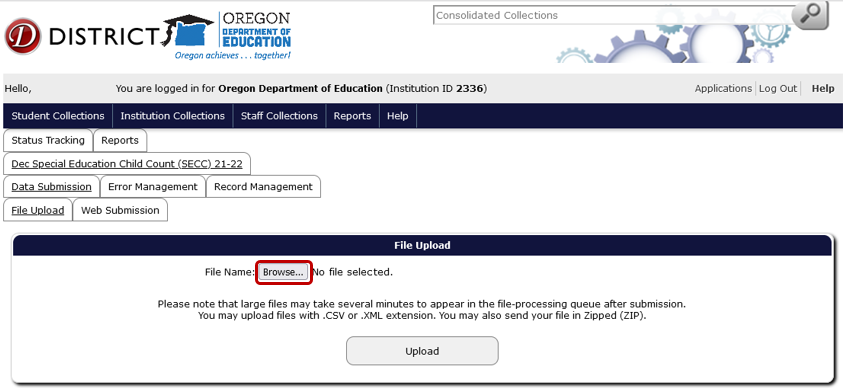 Consolidated Collections
DISTRICT
OREGON
DEPARTMENT OF
EDUCATION
Oregon achieves . . . together!
Hello, You are logged in for Oregon Department of Education (Institution ID 2336) Applications Log Out Help
Student Collections Institution Collections Staff Collections Reports Help
Status Tracking Reports
Dec Special Education Child Count (SECC) 21-22
Data Submission Error Management Record Management
File Upload Web Submission
File Upload
File Name: Browse... No file selected.
Please note that large files may take several minutes to appear in the file-processing queue after submission.
You may upload files with .CSV or .XML extension. You may also send your file in Zipped (ZIP).
Upload